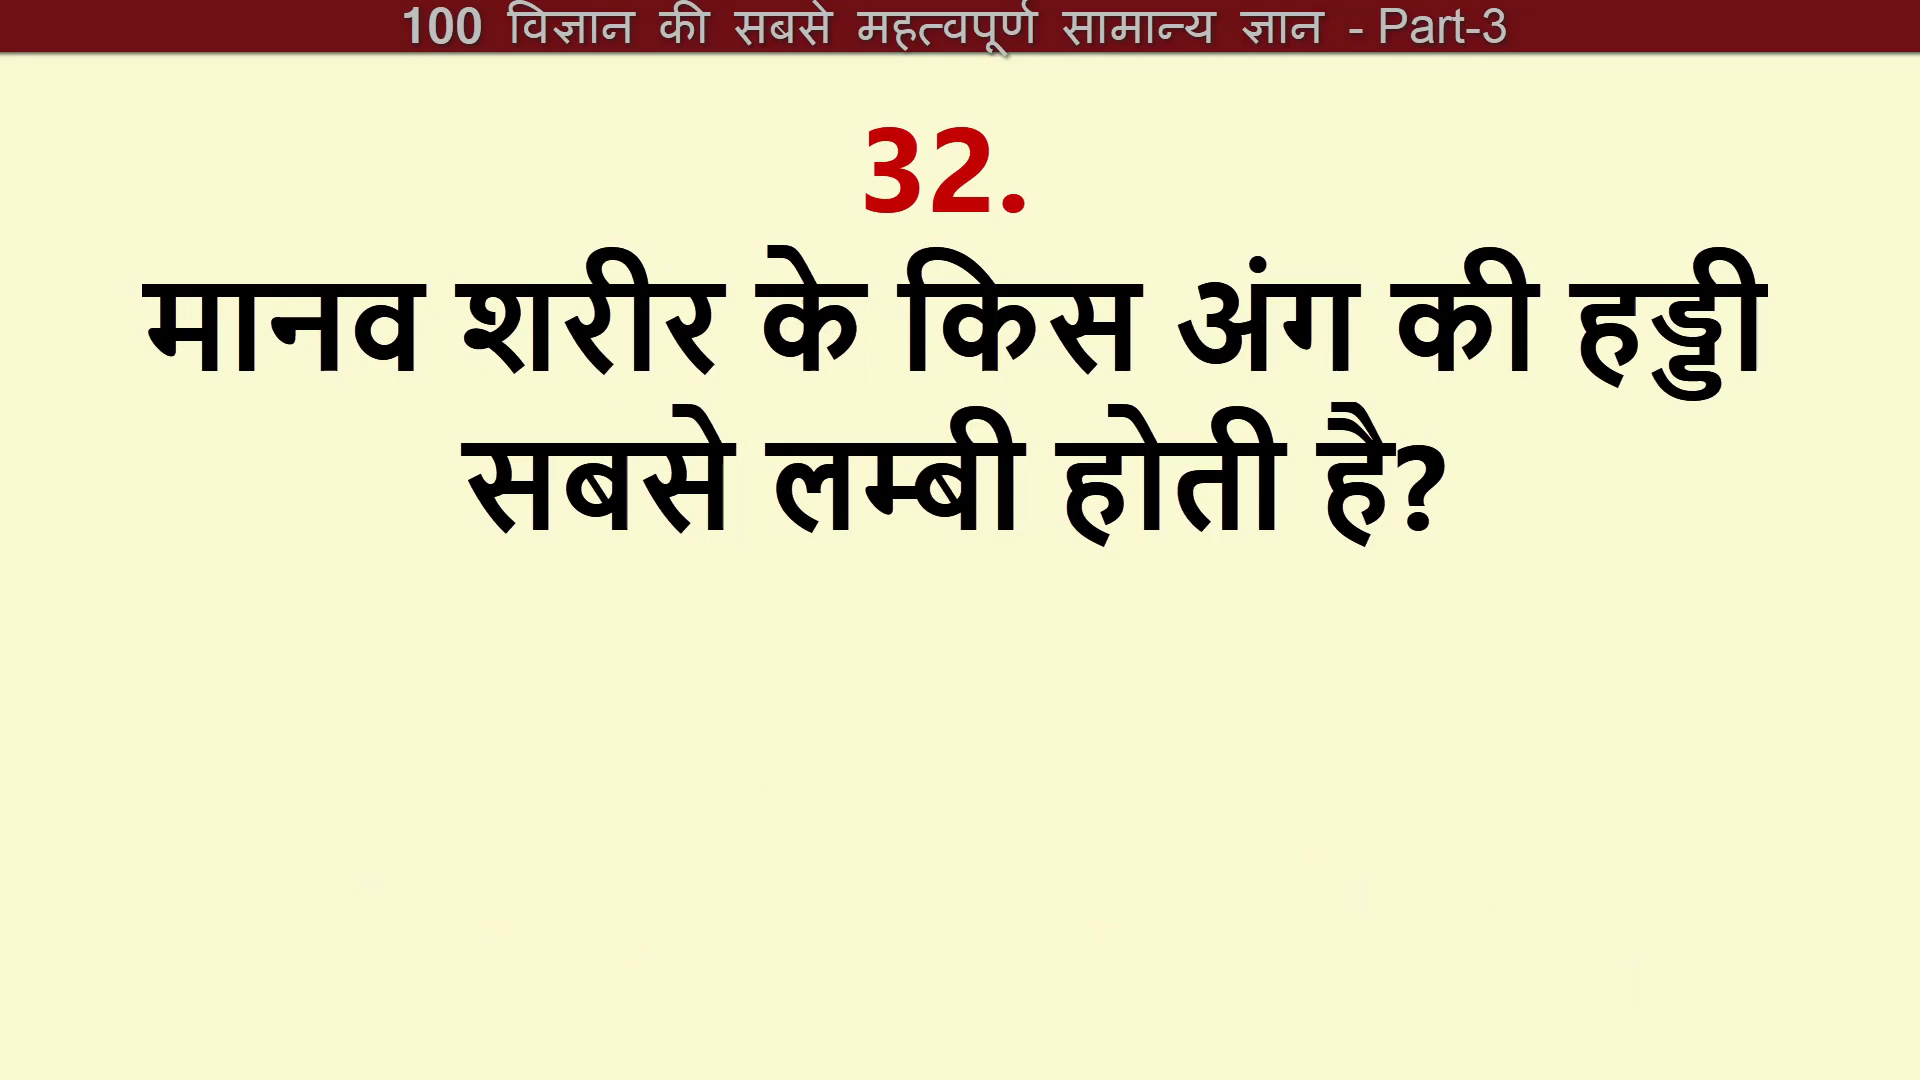 100 विज्ञान की सबसे महत्वपूर्ण सामान्य ज्ञान - Part-3
32.
मानव शरीर के किस अंग की हड्डी
सबसे लम्बी होती है?